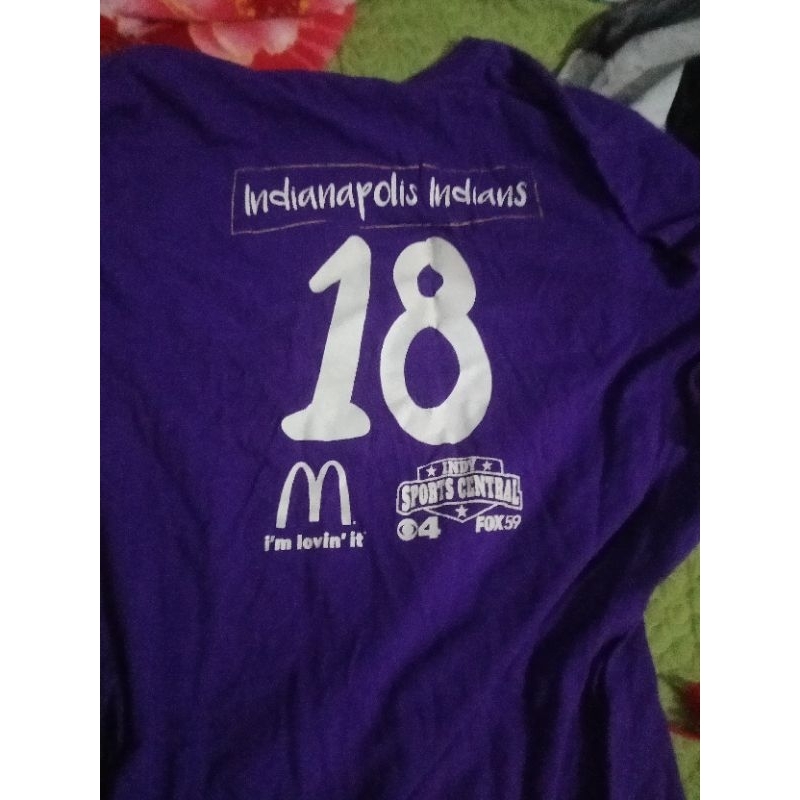 Indianapolis Indians
18
M
i'm lovin' it
INDY
SPORTS CENTRAL
4 FOX59